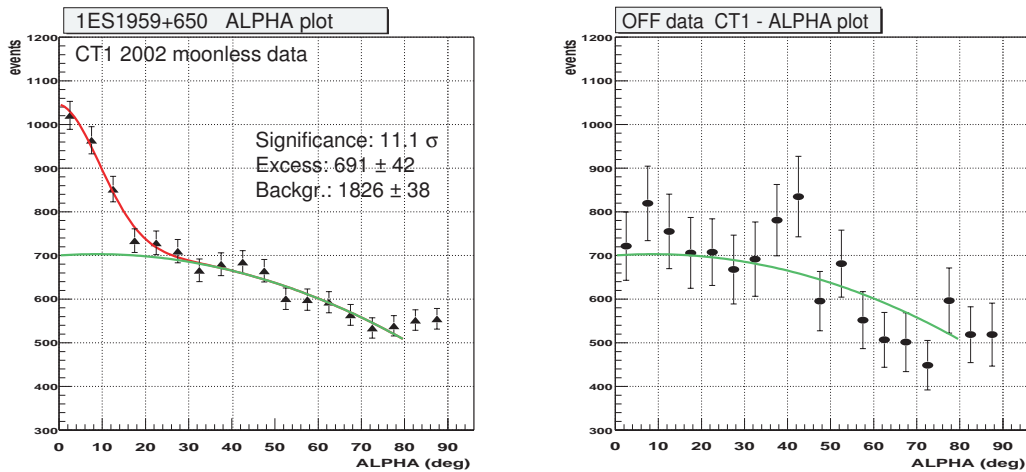 1ES1959+650 ALPHA plot
events
1200
1100
1000
900
800
700
600
500
400
300
CT1 2002 moonless data
Significance: 11.1 σ
Excess: 691 ± 42
Backgr.: 1826 ± 38
0 10 20 30 40 50 60 70 80 90
ALPHA (deg)
OFF data CT1 - ALPHA plot
events
1200
1100
1000
900
800
700
600
500
400
300
0 10 20 30 40 50 60 70 80 90
ALPHA (deg)